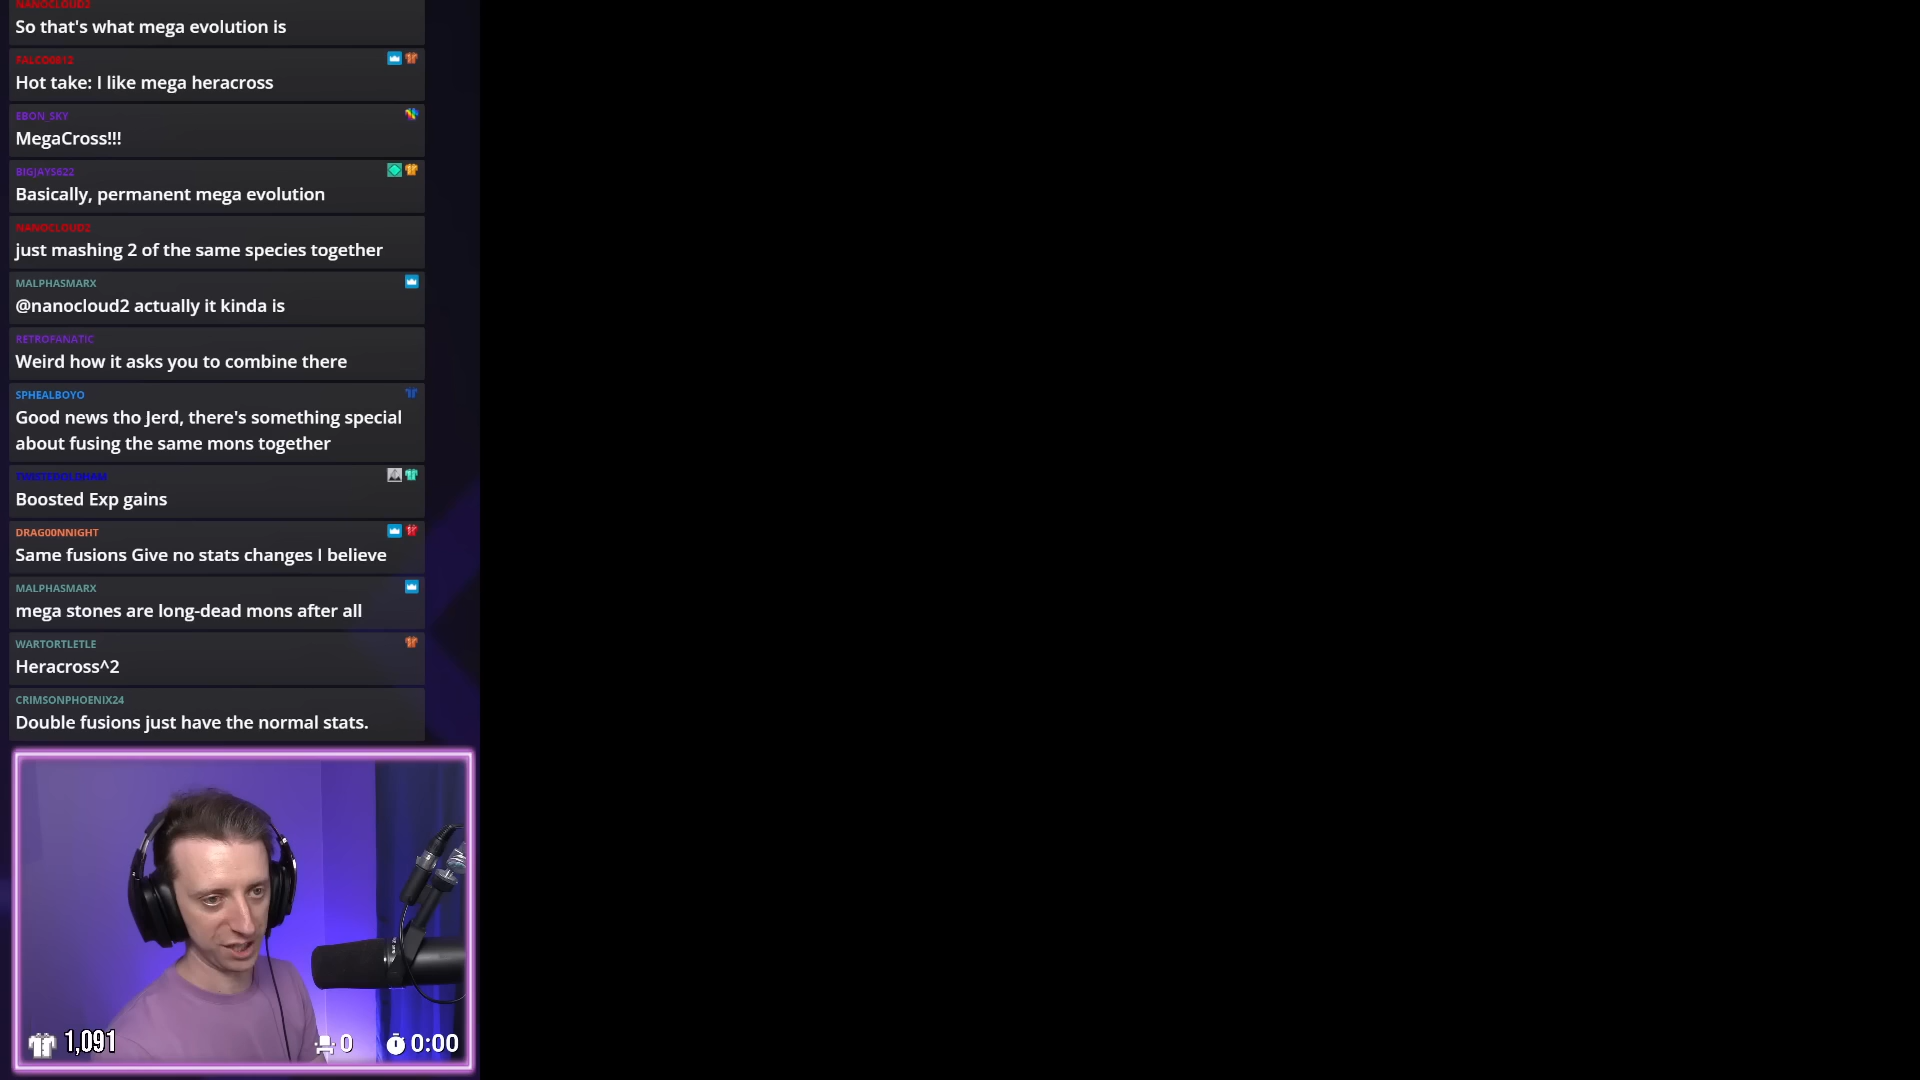 NANOCLOUD2
So that's what mega evolution is
FALCO0812
Hot take: I like mega heracross
EBON_SKY
MegaCross!!!
BIGJAYS622
Basically, permanent mega evolution
NANOCLOUD2
just mashing 2 of the same species together
MALPHASMARX
@nanocloud2 actually it kinda is
RETROFANATIC
Weird how it asks you to combine there
SPHEALBOYO
Good news tho Jerd, there's something special
about fusing the same mons together
TWISTEDOLDHAM
Boosted Exp gains
DRAG00NNIGHT
Same fusions Give no stats changes I believe
MALPHASMARX
mega stones are long-dead mons after all
WARTORTLETLE
Heracross^2
CRIMSONPHOENIX24
Double fusions just have the normal stats.
1,091
0
0:00